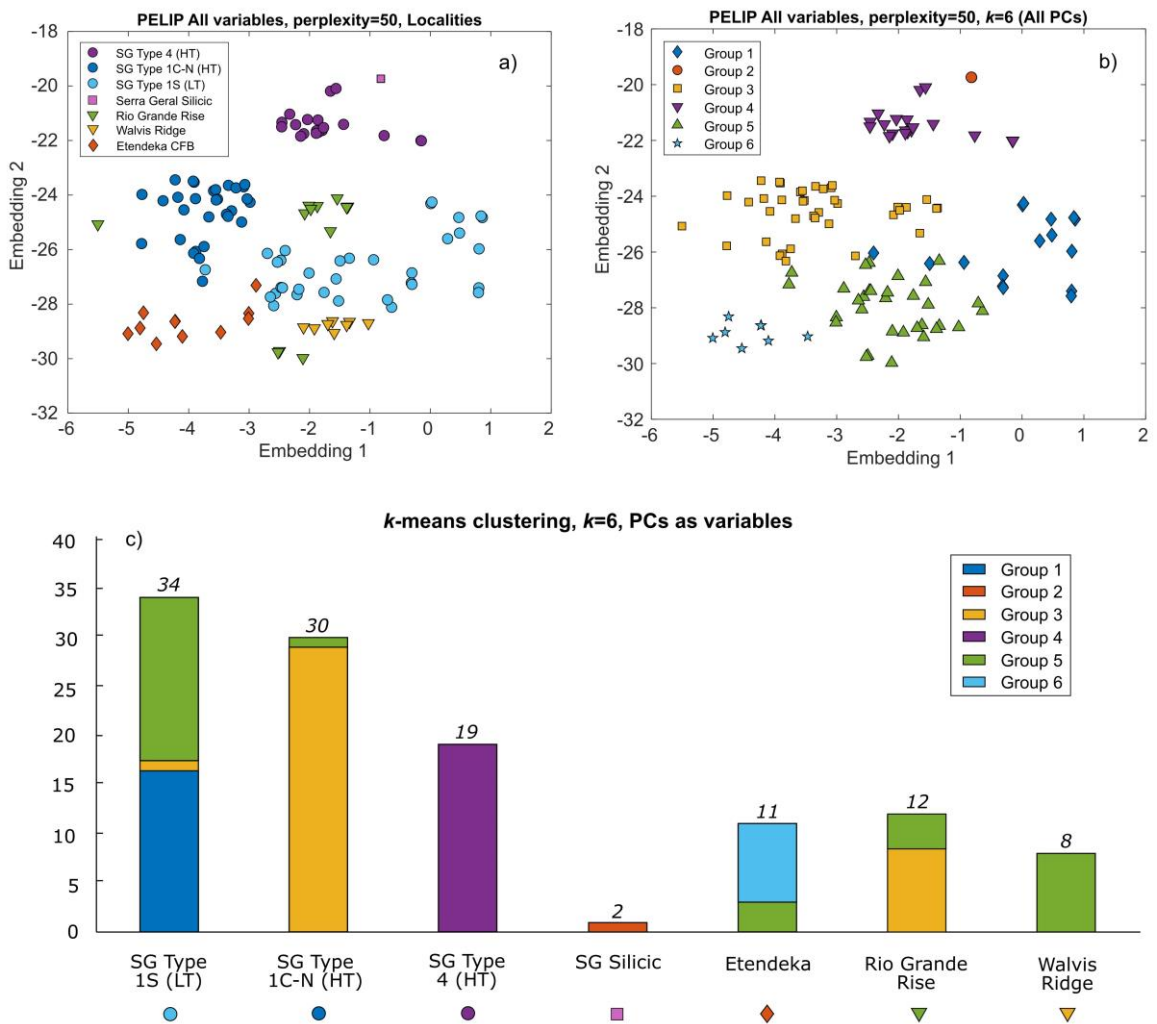 PELIP All variables, perplexity=50, Localities
-18
-20
-22
-24
-26
-28
-30
-32
Embedding 2
SG Type 4 (HT)
SG Type 1C-N (HT)
SG Type 1S (LT)
Serra Geral Silicic
Rio Grande Rise
Walvis Ridge
Etendeka CFB
a)
-6 -5 -4 -3 -2 -1 0 1 2
Embedding 1
PELIP All variables, perplexity=50, k=6 (All PCs)
-18
-20
-22
-24
-26
-28
-30
-32
Embedding 2
Group 1
Group 2
Group 3
Group 4
Group 5
Group 6
b)
-6 -5 -4 -3 -2 -1 0 1 2
Embedding 1
k-means clustering, k=6, PCs as variables
c)
40
35
30
25
20
15
10
5
0
34
30
19
2
11
12
8
Group 1
Group 2
Group 3
Group 4
Group 5
Group 6
SG Type
1S (LT)
SG Type
1C-N (HT)
SG Type
4 (HT)
SG Silicic
Etendeka
Rio Grande
Rise
Walvis
Ridge